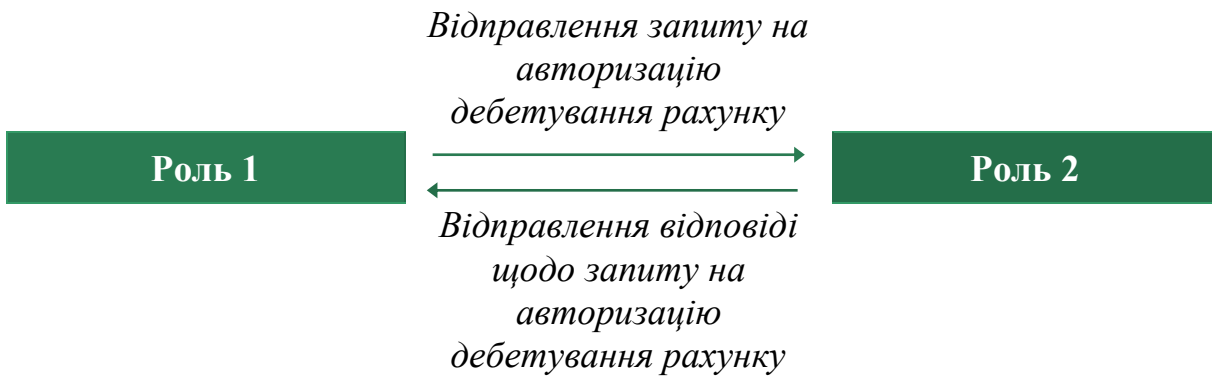 Відправлення запиту на
авторизацію
дебетування рахунку
Роль 1
Роль 2
Відправлення відповіді
щодо запиту на
авторизацію
дебетування рахунку